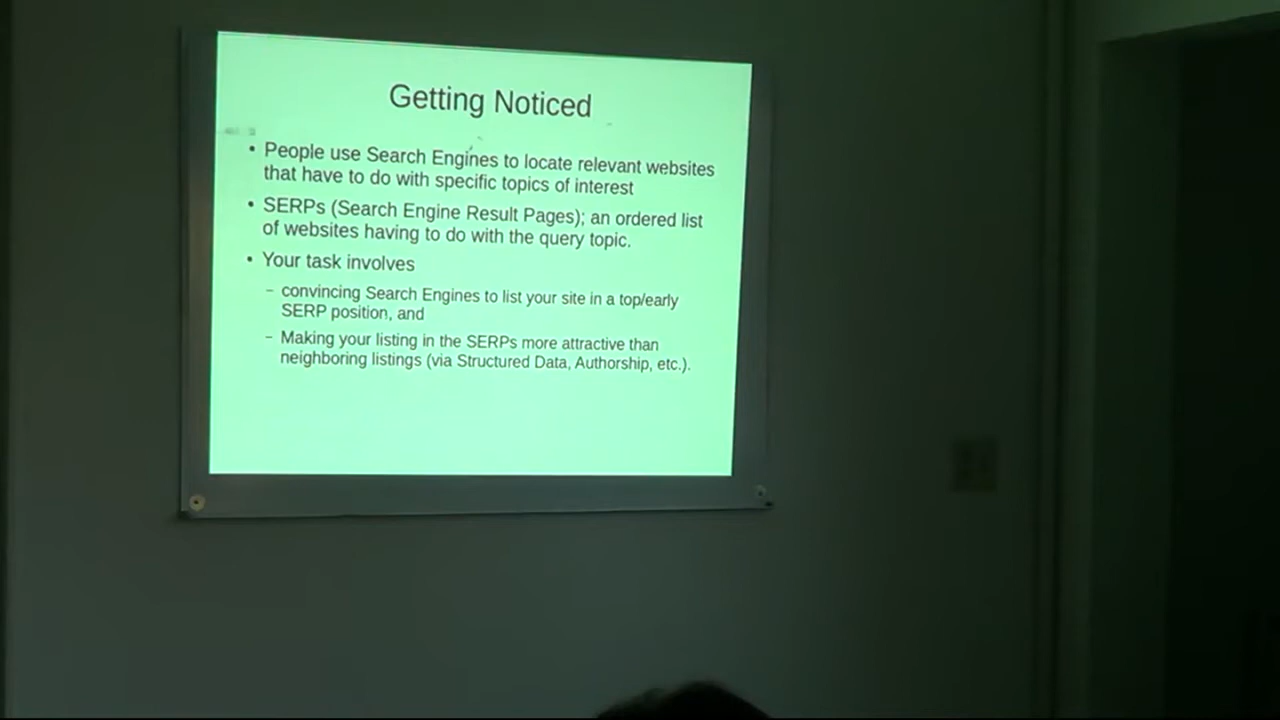 Getting Noticed
• People use Search Engines to locate relevant websites
that have to do with specific topics of interest
• SERPs (Search Engine Result Pages); an ordered list
of websites having to do with the query topic.
• Your task involves
– convincing Search Engines to list your site in a top/early
SERP position, and
– Making your listing in the SERPs more attractive than
neighboring listings (via Structured Data, Authorship, etc.).